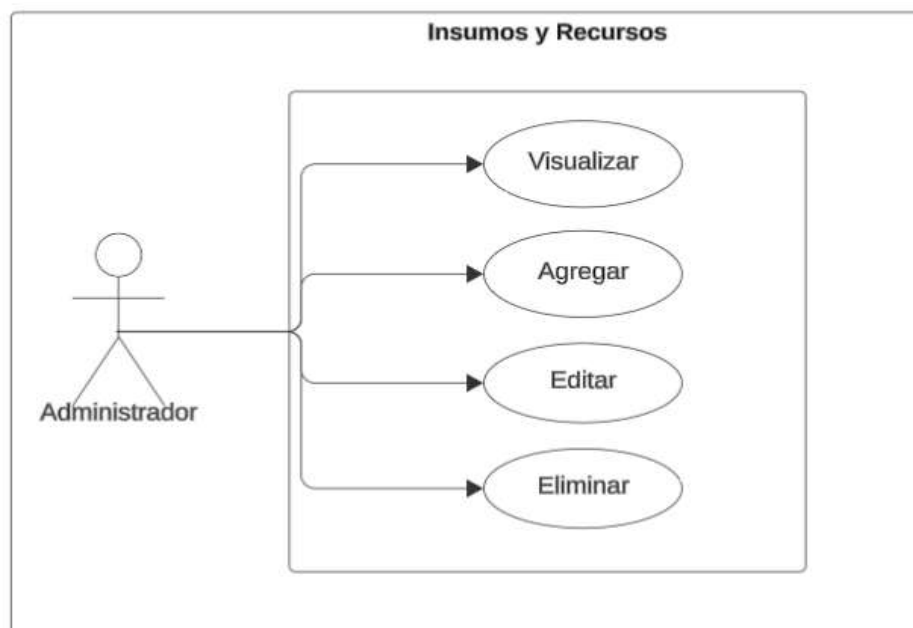 Insumos y Recursos
Visualizar
Agregar
Editar
Administrador
Eliminar